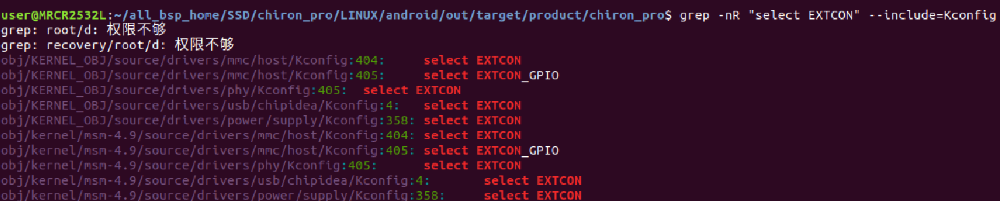 user@MRCR2532L:~/all_bsp_home/SSD/chiron_pro/LINUX/android/out/target/product/chiron_pro$ grep -nR "select EXTCON" --include=Kconfig
grep: root/d: 权限不够
grep: recovery/root/d: 权限不够
obj/KERNEL_OBJ/source/drivers/mmc/host/Kconfig:404:     select EXTCON
obj/KERNEL_OBJ/source/drivers/mmc/host/Kconfig:405:     select EXTCON_GPIO
obj/KERNEL_OBJ/source/drivers/phy/Kconfig:405:  select EXTCON
obj/KERNEL_OBJ/source/drivers/usb/chipidea/Kconfig:4:   select EXTCON
obj/KERNEL_OBJ/source/drivers/power/supply/Kconfig:358: select EXTCON
obj/kernel/msm-4.9/source/drivers/mmc/host/Kconfig:404: select EXTCON
obj/kernel/msm-4.9/source/drivers/mmc/host/Kconfig:405: select EXTCON_GPIO
obj/kernel/msm-4.9/source/drivers/phy/Kconfig:405:      select EXTCON
obj/kernel/msm-4.9/source/drivers/usb/chipidea/Kconfig:4:       select EXTCON
obj/kernel/msm-4.9/source/drivers/power/supply/Kconfig:358:     select EXTCON